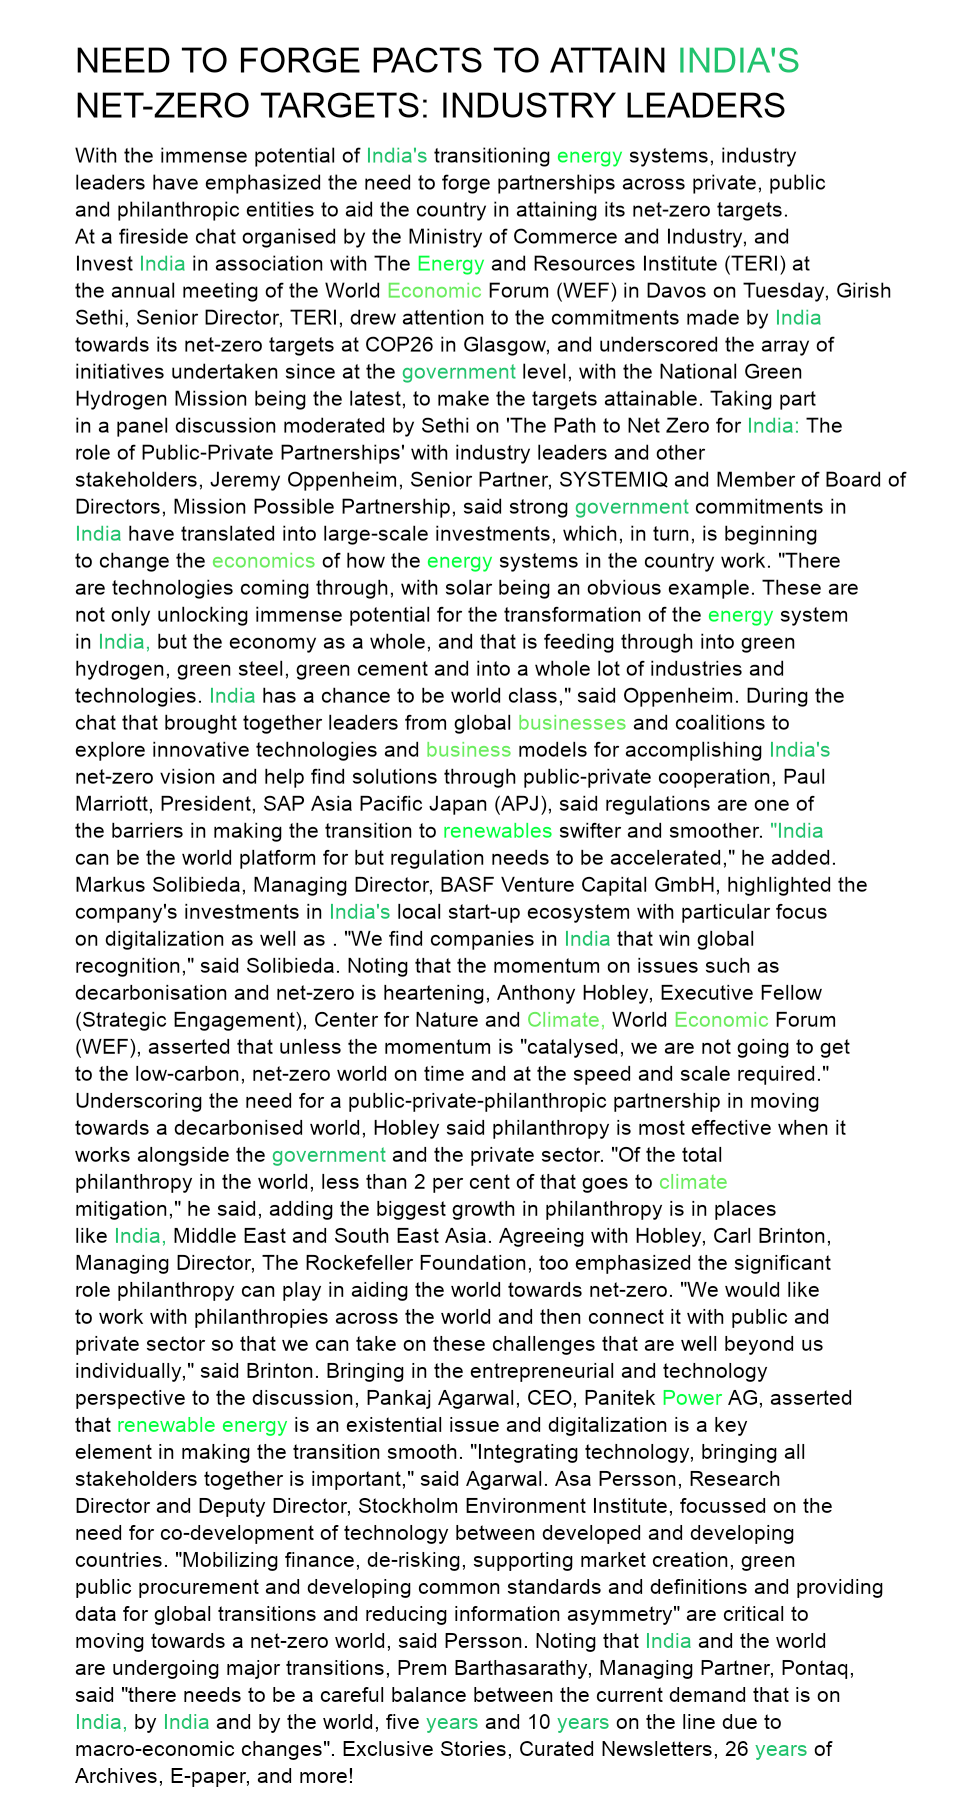 NEED TO FORGE PACTS TO ATTAIN INDIA'S
NET-ZERO TARGETS: INDUSTRY LEADERS
With the immense potential of India's transitioning energy systems, industry
leaders have emphasized the need to forge partnerships across private, public
and philanthropic entities to aid the country in attaining its net-zero targets.
At a fireside chat organised by the Ministry of Commerce and Industry, and
Invest India in association with The Energy and Resources Institute (TERI) at
the annual meeting of the World Economic Forum (WEF) in Davos on Tuesday, Girish
Sethi, Senior Director, TERI, drew attention to the commitments made by India
towards its net-zero targets at COP26 in Glasgow, and underscored the array of
initiatives undertaken since at the government level, with the National Green
Hydrogen Mission being the latest, to make the targets attainable. Taking part
in a panel discussion moderated by Sethi on 'The Path to Net Zero for India: The
role of Public-Private Partnerships' with industry leaders and other
stakeholders, Jeremy Oppenheim, Senior Partner, SYSTEMIQ and Member of Board of
Directors, Mission Possible Partnership, said strong government commitments in
India have translated into large-scale investments, which, in turn, is beginning
to change the economics of how the energy systems in the country work. "There
are technologies coming through, with solar being an obvious example. These are
not only unlocking immense potential for the transformation of the energy system
in India, but the economy as a whole, and that is feeding through into green
hydrogen, green steel, green cement and into a whole lot of industries and
technologies. India has a chance to be world class," said Oppenheim. During the
chat that brought together leaders from global businesses and coalitions to
explore innovative technologies and business models for accomplishing India's
net-zero vision and help find solutions through public-private cooperation, Paul
Marriott, President, SAP Asia Pacific Japan (APJ), said regulations are one of
the barriers in making the transition to renewables swifter and smoother. "India
can be the world platform for but regulation needs to be accelerated," he added.
Markus Solibieda, Managing Director, BASF Venture Capital GmbH, highlighted the
company's investments in India's local start-up ecosystem with particular focus
on digitalization as well as . "We find companies in India that win global
recognition," said Solibieda. Noting that the momentum on issues such as
decarbonisation and net-zero is heartening, Anthony Hobley, Executive Fellow
(Strategic Engagement), Center for Nature and Climate, World Economic Forum
(WEF), asserted that unless the momentum is "catalysed, we are not going to get
to the low-carbon, net-zero world on time and at the speed and scale required."
Underscoring the need for a public-private-philanthropic partnership in moving
towards a decarbonised world, Hobley said philanthropy is most effective when it
works alongside the government and the private sector. "Of the total
philanthropy in the world, less than 2 per cent of that goes to climate
mitigation," he said, adding the biggest growth in philanthropy is in places
like India, Middle East and South East Asia. Agreeing with Hobley, Carl Brinton,
Managing Director, The Rockefeller Foundation, too emphasized the significant
role philanthropy can play in aiding the world towards net-zero. "We would like
to work with philanthropies across the world and then connect it with public and
private sector so that we can take on these challenges that are well beyond us
individually," said Brinton. Bringing in the entrepreneurial and technology
perspective to the discussion, Pankaj Agarwal, CEO, Panitek Power AG, asserted
that renewable energy is an existential issue and digitalization is a key
element in making the transition smooth. "Integrating technology, bringing all
stakeholders together is important," said Agarwal. Asa Persson, Research
Director and Deputy Director, Stockholm Environment Institute, focussed on the
need for co-development of technology between developed and developing
countries. "Mobilizing finance, de-risking, supporting market creation, green
public procurement and developing common standards and definitions and providing
data for global transitions and reducing information asymmetry" are critical to
moving towards a net-zero world, said Persson. Noting that India and the world
are undergoing major transitions, Prem Barthasarathy, Managing Partner, Pontaq,
said "there needs to be a careful balance between the current demand that is on
India, by India and by the world, five years and 10 years on the line due to
macro-economic changes". Exclusive Stories, Curated Newsletters, 26 years of
Archives, E-paper, and more!